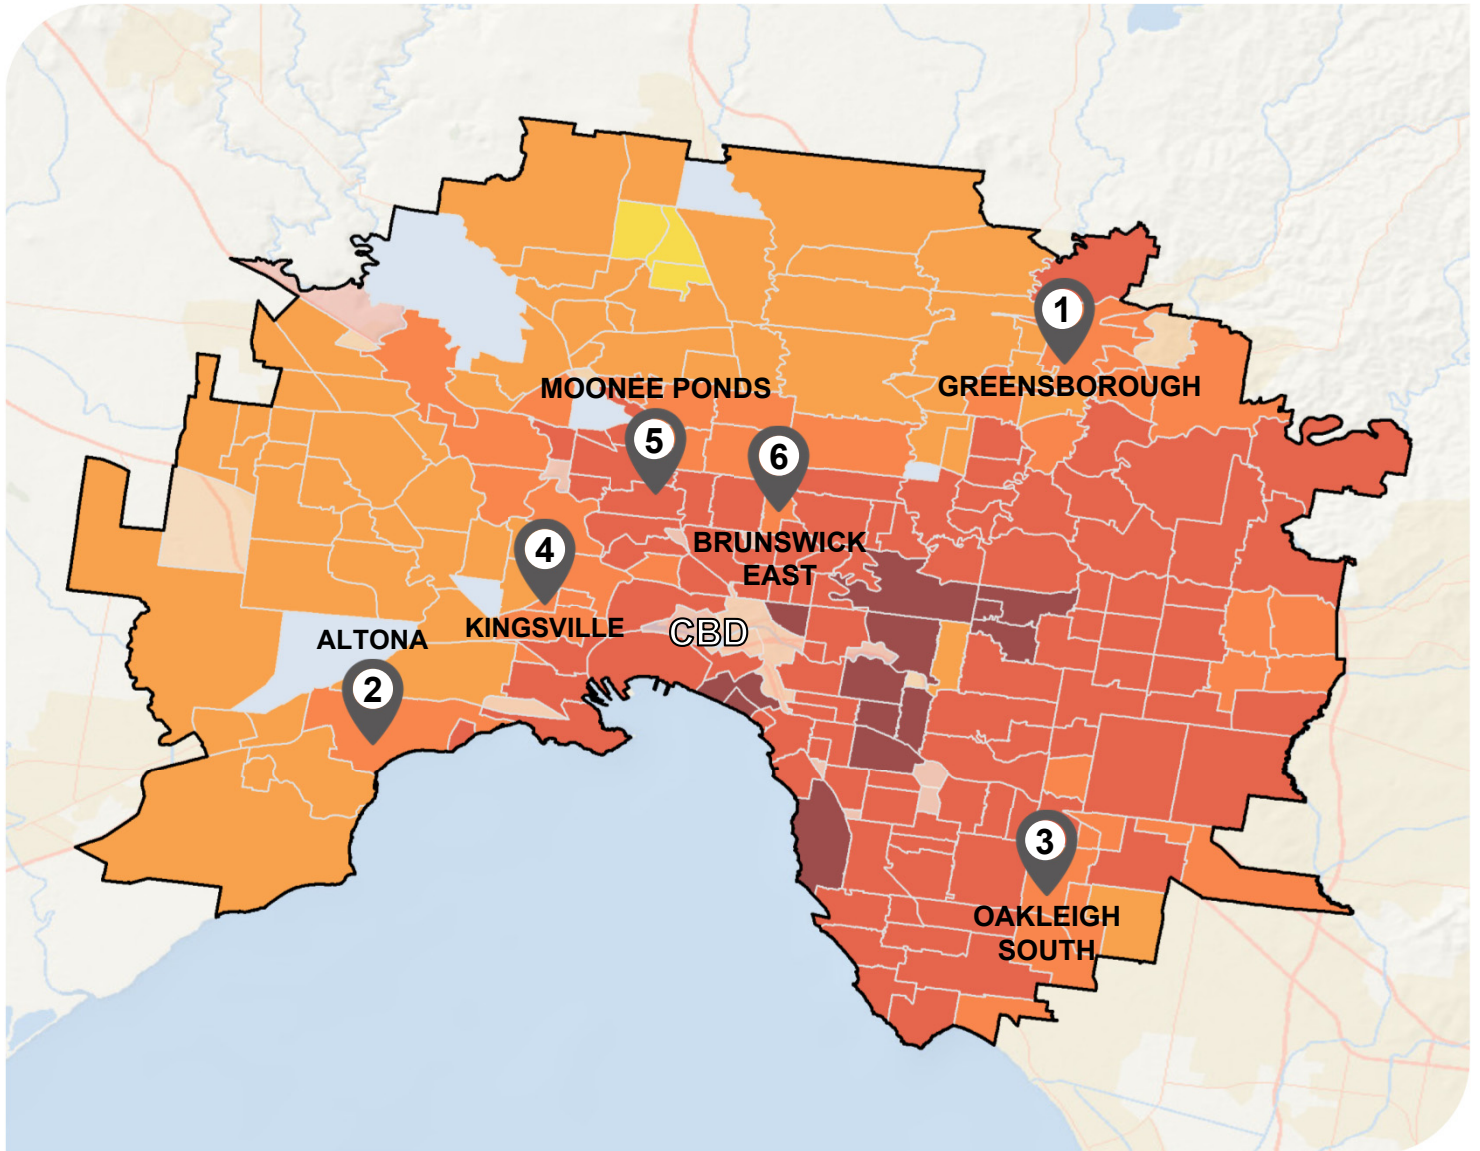 1
GREENSBOROUGH
MOONEE PONDS
5
6
BRUNSWICK
EAST
4
KINGSVILLE
CBD
ALTONA
2
3
OAKLEIGH
SOUTH